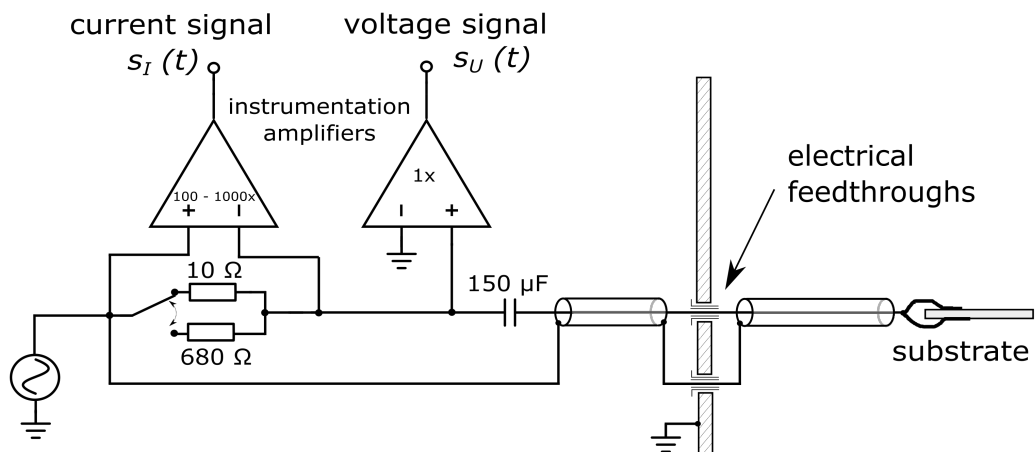 current signal
s_I (t)
voltage signal
s_U (t)
instrumentation
amplifiers
100 - 1000x
+ −
1x
− +
electrical
feedthroughs
10 Ω
680 Ω
150 µF
substrate